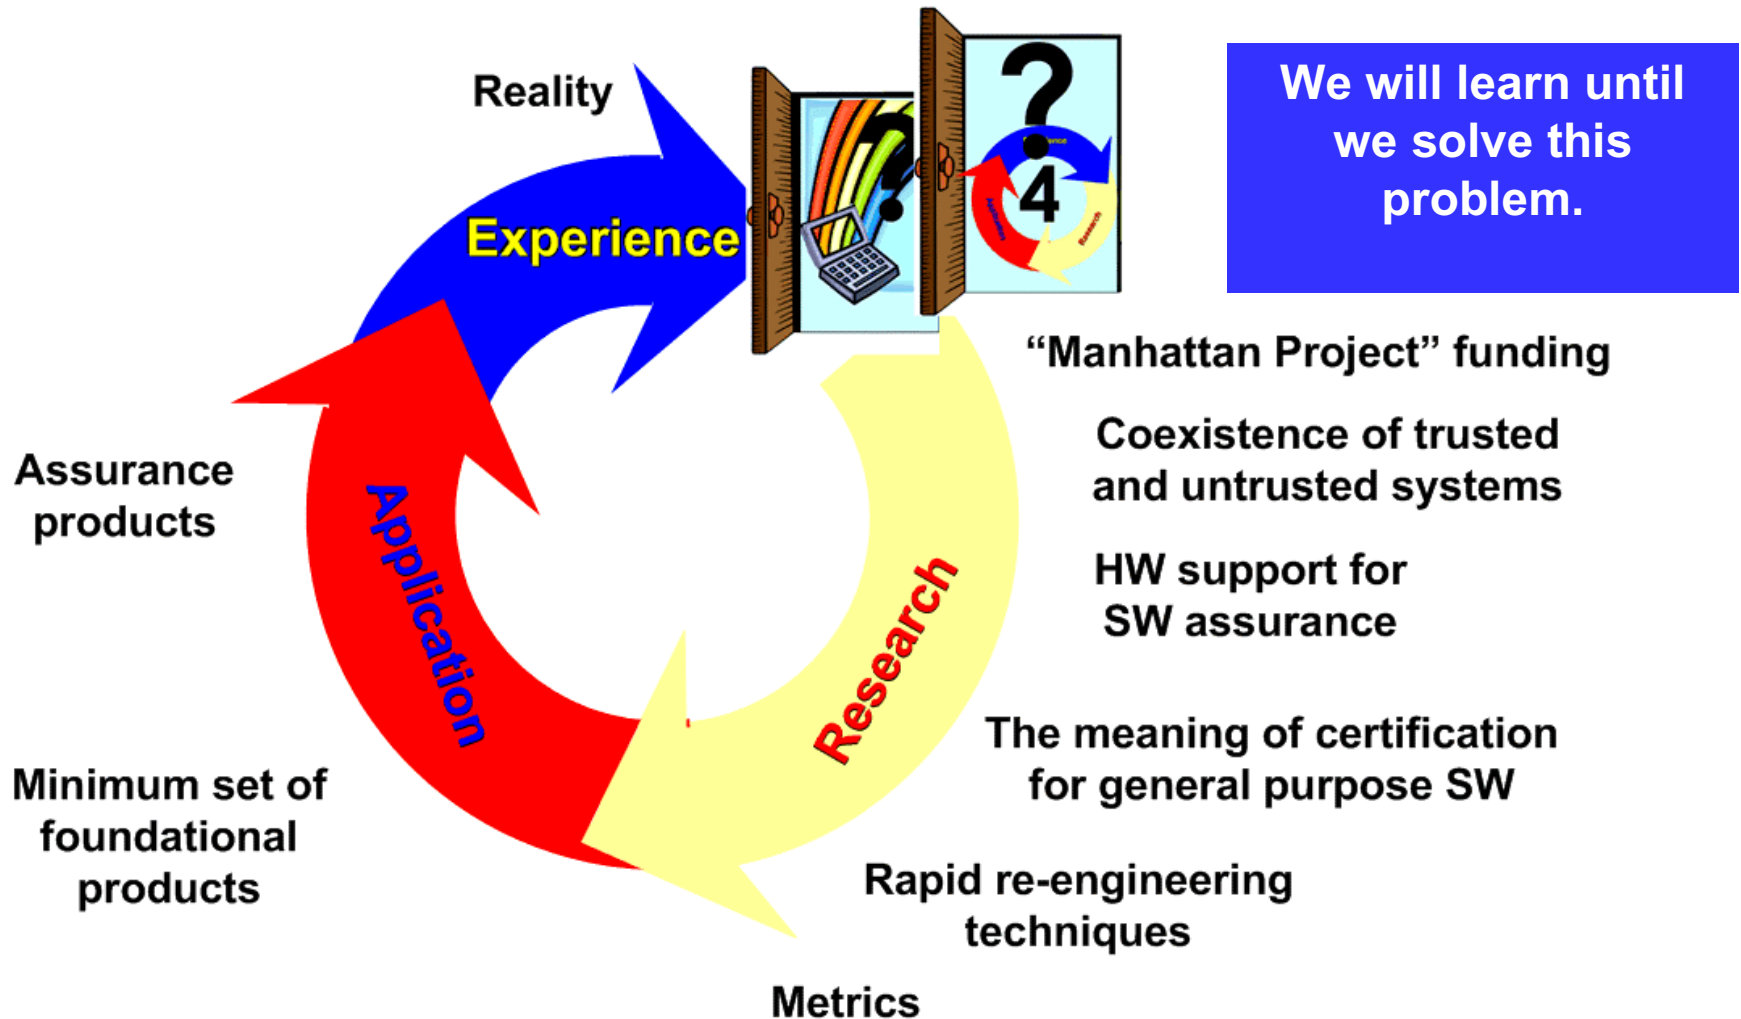 Reality
Experience
?
?
4
Application
Research
We will learn until
we solve this
problem.
“Manhattan Project” funding
Coexistence of trusted
and untrusted systems
HW support for
SW assurance
The meaning of certification
for general purpose SW
Rapid re-engineering
techniques
Metrics
Research
Application
Assurance
products
Minimum set of
foundational
products